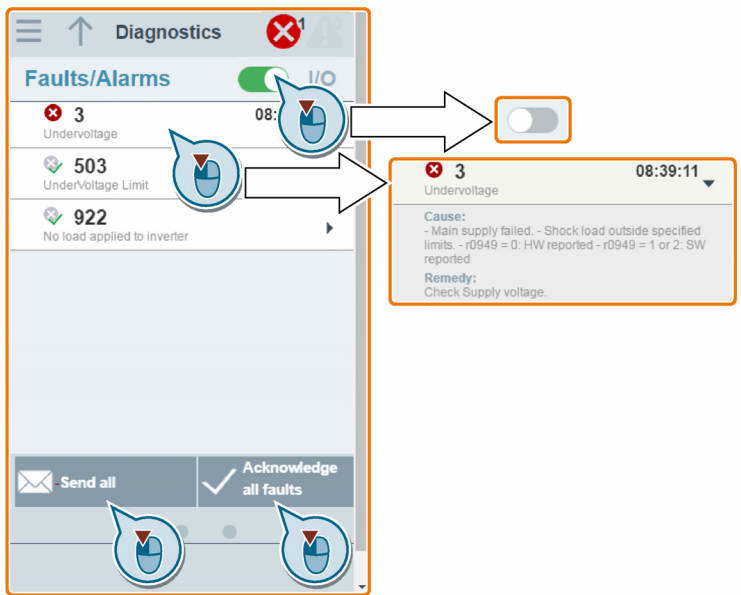 Diagnostics
1
Faults/Alarms
I/O
3
08:
Undervoltage
503
UnderVoltage Limit
922
No load applied to inverter
Send all
Acknowledge
all faults
3
08:39:11
Undervoltage
Cause:
- Main supply failed. - Shock load outside specified
limits. - r0949 = 0: HW reported - r0949 = 1 or 2: SW
reported
Remedy:
Check Supply voltage.